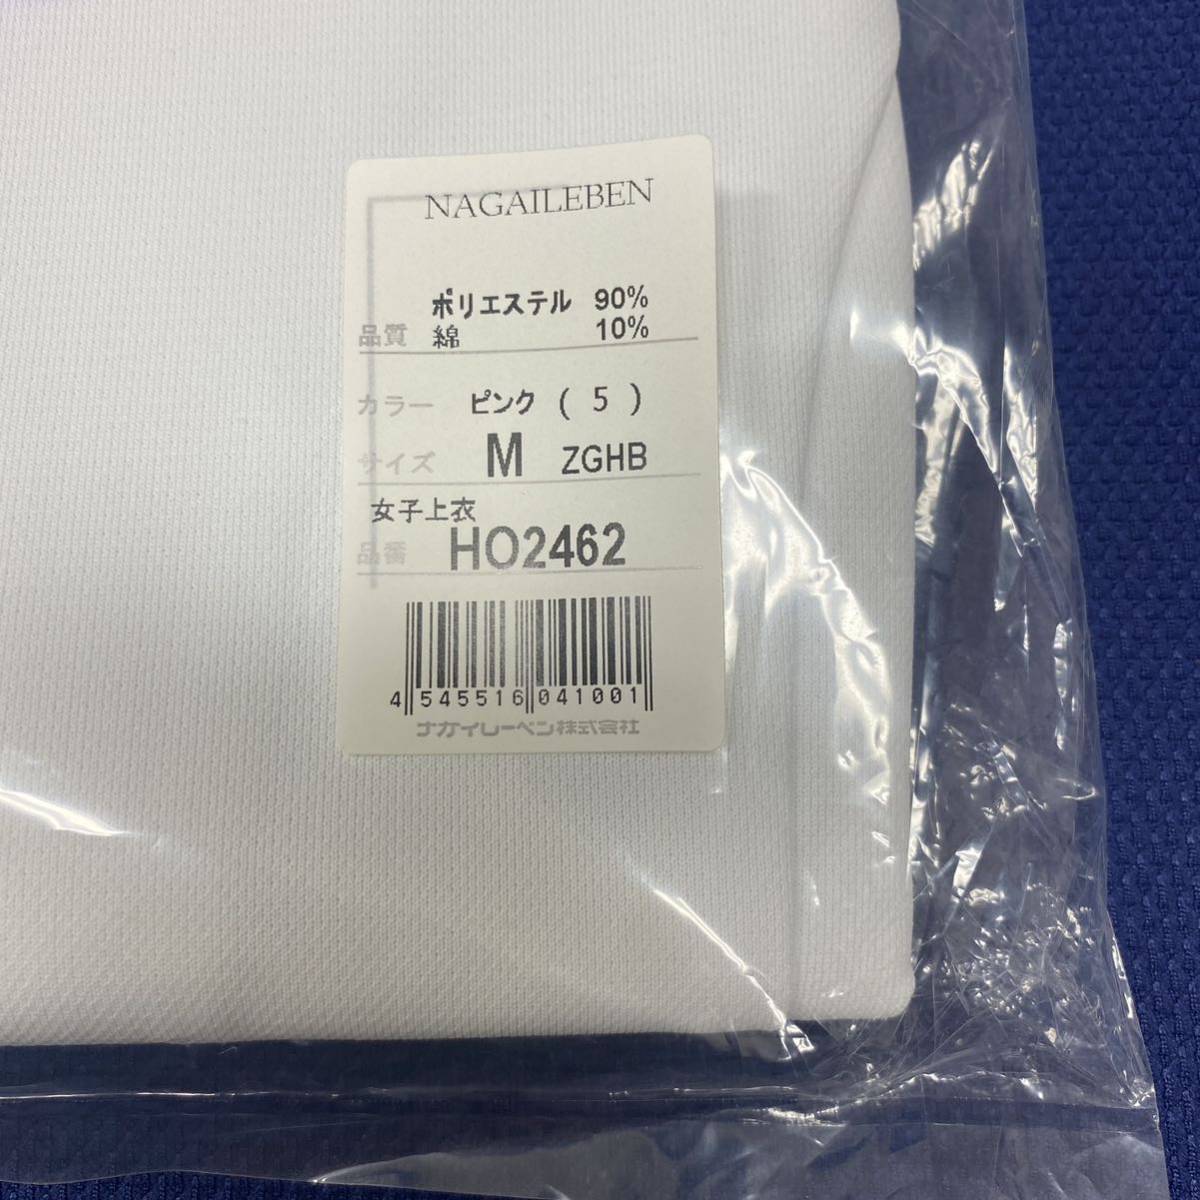 NAGAILEBEN
ポリエステル 90%
品質 綿 10%
カラー ピンク ( 5 )
サイズ M ZGHB
女子上衣
品番 HO2462
4 545516 041001
ナガイレーベン株式会社